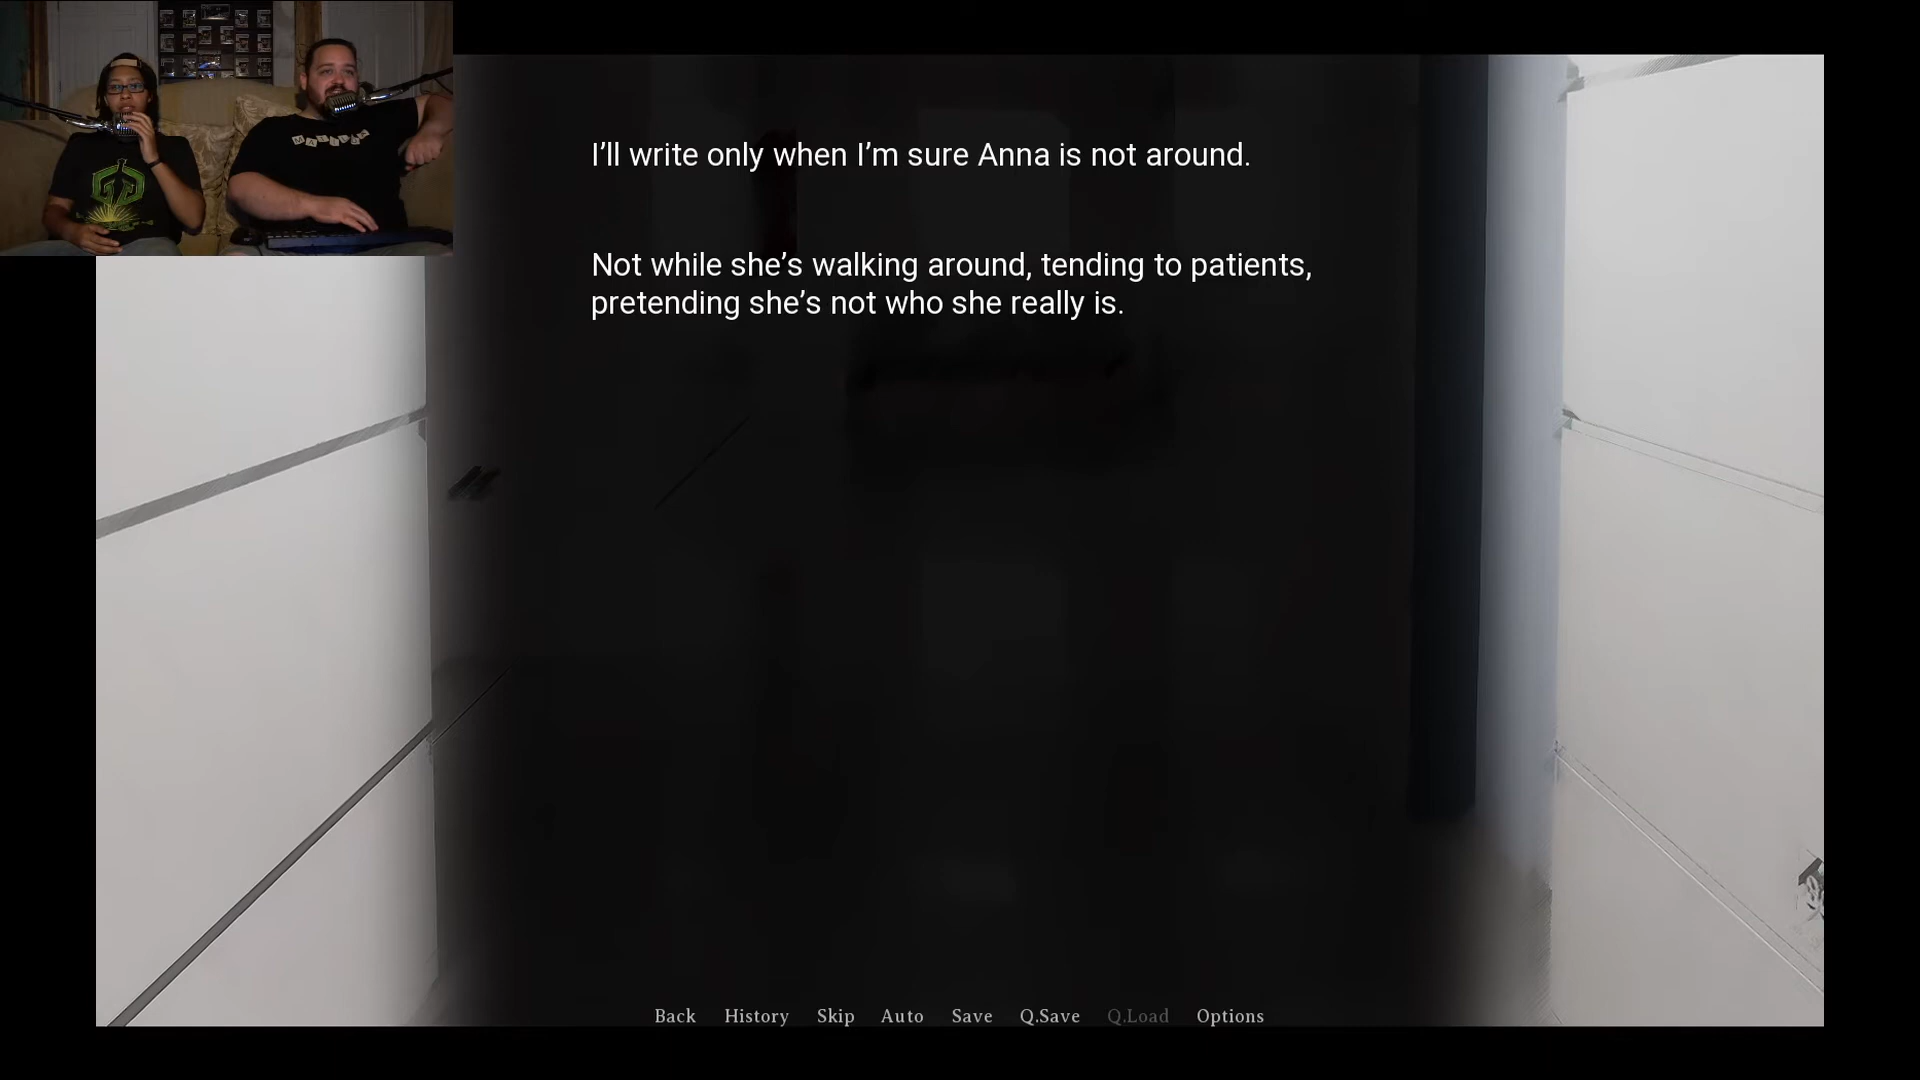 I’ll write only when I’m sure Anna is not around.
Not while she’s walking around, tending to patients,
pretending she’s not who she really is.
Back History Skip Auto Save Q.Save Q.Load Options